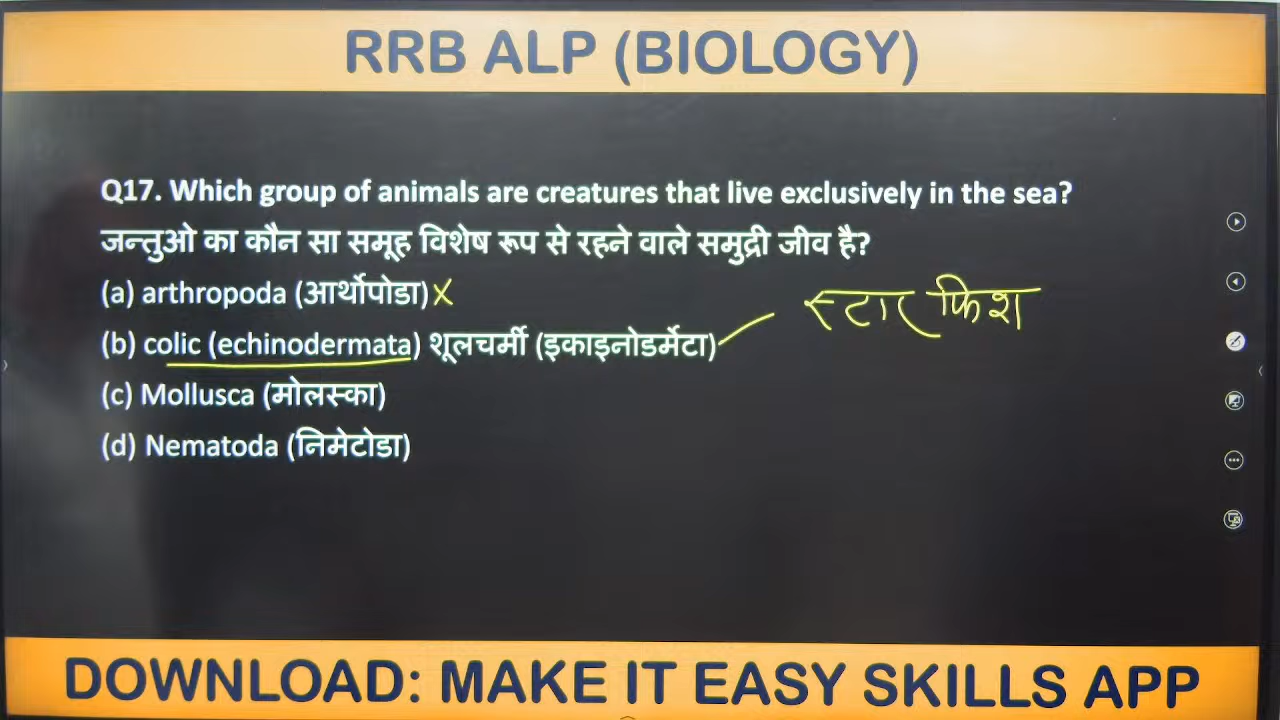 RRB ALP (BIOLOGY)
Q17. Which group of animals are creatures that live exclusively in the sea?
जन्तुओ का कौन सा समूह विशेष रूप से रहने वाले समुद्री जीव है?
(a) arthropoda (आर्थोपोडा) X
(b) colic (echinodermata) शूलचर्मी (इकाइनोडर्मेटा) स्टार फिश
(c) Mollusca (मोलस्का)
(d) Nematoda (निमेटोडा)
DOWNLOAD: MAKE IT EASY SKILLS APP